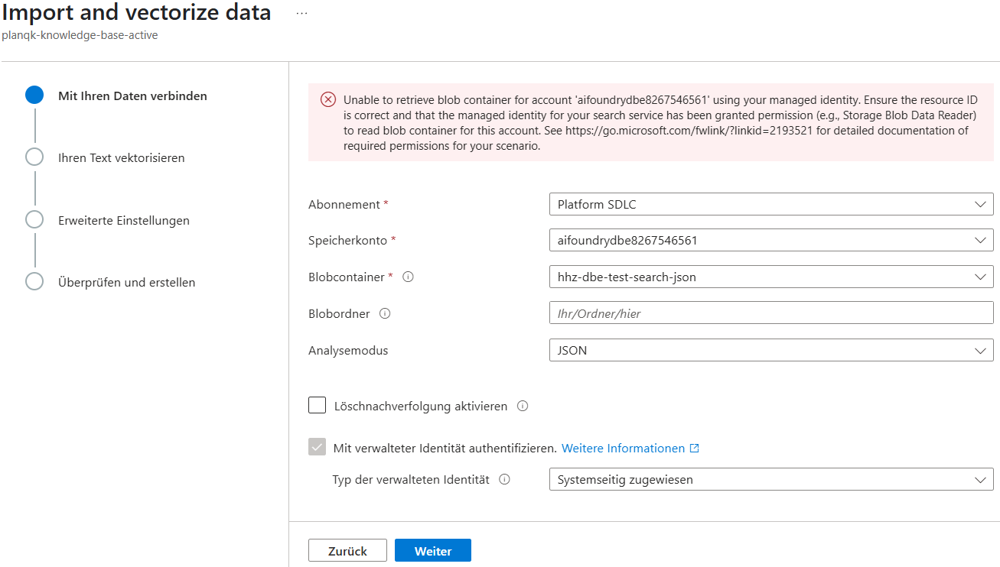 Import and vectorize data ...
planqk-knowledge-base-active
Mit Ihren Daten verbinden
Ihren Text vektorisieren
Erweiterte Einstellungen
Überprüfen und erstellen
Unable to retrieve blob container for account 'aifoundrydbe8267546561' using your managed identity. Ensure the resource ID
is correct and that the managed identity for your search service has been granted permission (e.g., Storage Blob Data Reader)
to read blob container for this account. See https://go.microsoft.com/fwlink/?linkid=2193521 for detailed documentation of
required permissions for your scenario.
Abonnement * Platform SDLC
Speicherkonto * aifoundrydbe8267546561
Blobcontainer * hhz-dbe-test-search-json
Blobordner Ihr/Ordner/hier
Analysemodus JSON
Löschnachverfolgung aktivieren
Mit verwalteter Identität authentifizieren. Weitere Informationen
Typ der verwalteten Identität Systemseitig zugewiesen
Zurück Weiter